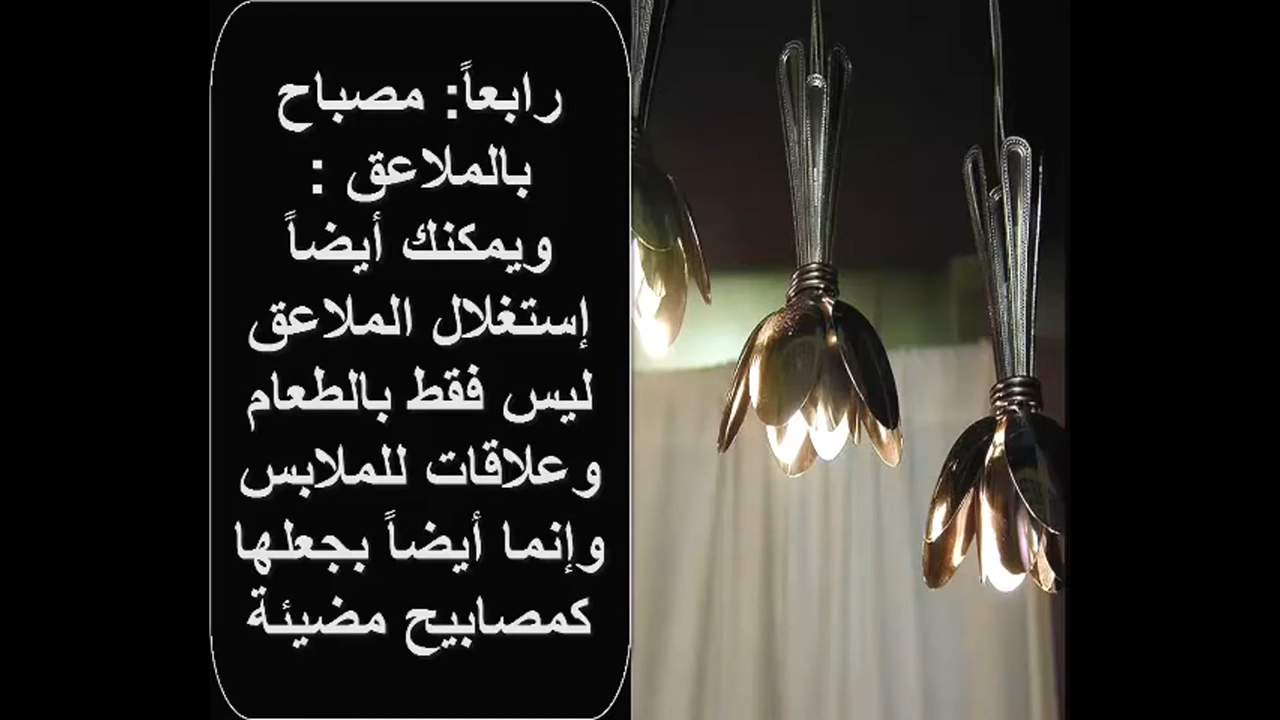 رابعاً: مصباح
بالملاعق :
ويمكنك أيضاً
إستغلال الملاعق
ليس فقط بالطعام
وعلاقات للملابس
وإنما أيضاً بجعلها
كمصابيح مضيئة